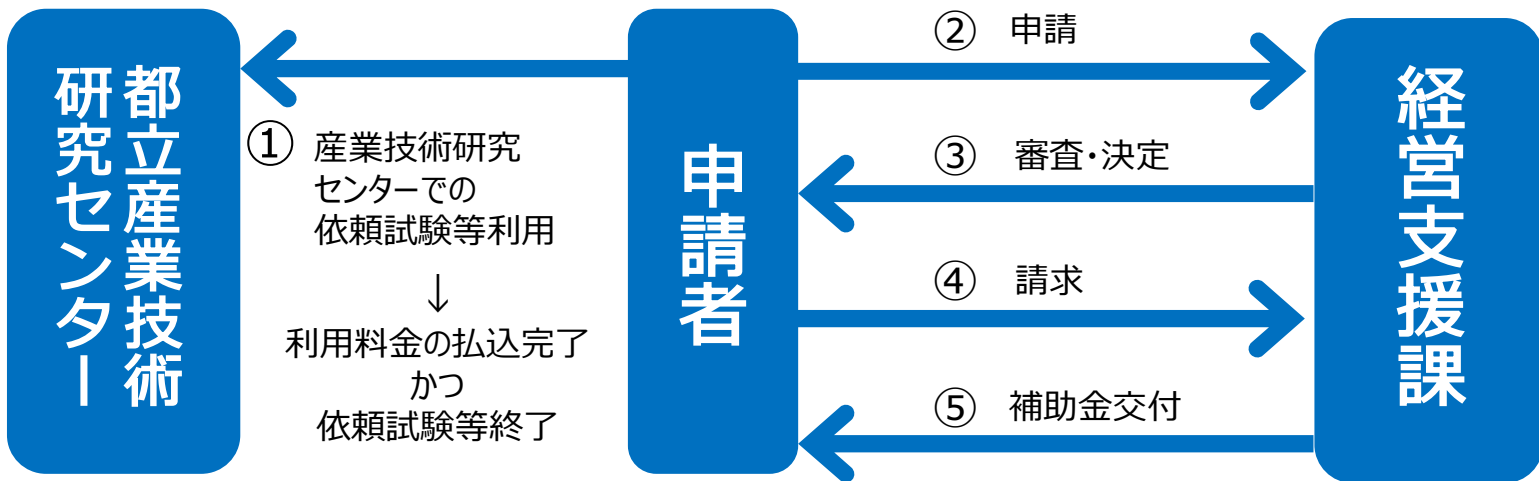 都立産業技術
研究センター
① 産業技術研究
センターでの
依頼試験等利用
↓
利用料金の払込完了
かつ
依頼試験等終了
申請者
② 申請
③ 審査・決定
④ 請求
⑤ 補助金交付
経営支援課